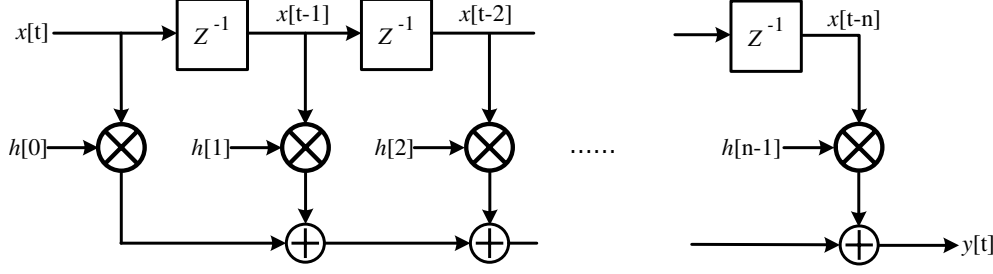 x[t] Z⁻¹ x[t-1] Z⁻¹ x[t-2] Z⁻¹ x[t-n]
h[0] h[1] h[2] ...... h[n-1]
y[t]